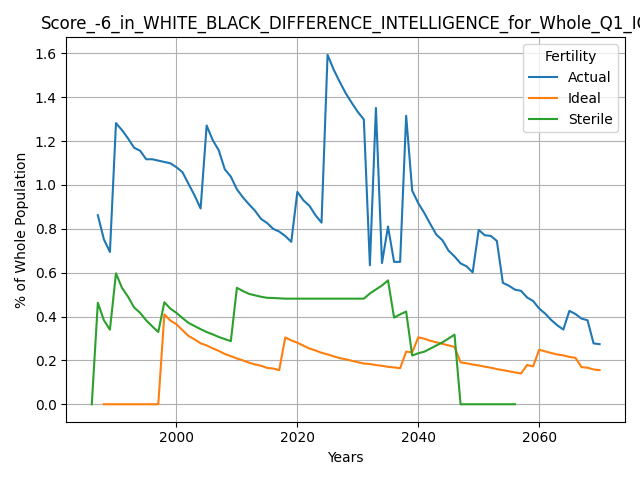 Score_-6_in_WHITE_BLACK_DIFFERENCE_INTELLIGENCE_for_Whole_Q1_IQ
Fertility
Actual
Ideal
Sterile
% of Whole Population
1.6
1.4
1.2
1.0
0.8
0.6
0.4
0.2
0.0
2000 2020 2040 2060
Years